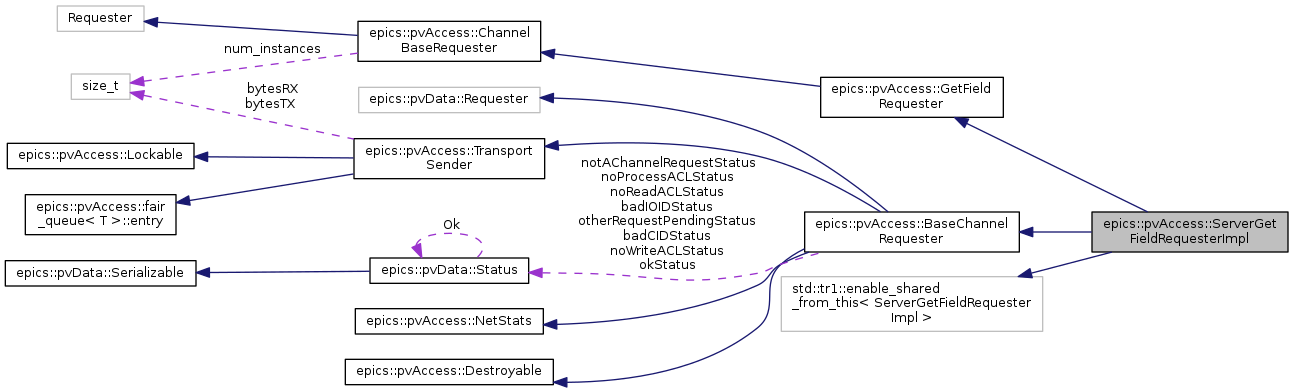 Requester
epics::pvAccess::Channel
BaseRequester
num_instances
size_t
bytesRX
bytesTX
epics::pvData::Requester
epics::pvAccess::GetField
Requester
epics::pvAccess::Lockable
epics::pvAccess::Transport
Sender
epics::pvAccess::fair
_queue< T >::entry
notAChannelRequestStatus
noProcessACLStatus
noReadACLStatus
badIOIDStatus
otherRequestPendingStatus
badCIDStatus
noWriteACLStatus
okStatus
Ok
epics::pvData::Serializable
epics::pvData::Status
epics::pvAccess::BaseChannel
Requester
epics::pvAccess::ServerGet
FieldRequesterImpl
std::tr1::enable_shared
_from_this< ServerGetFieldRequester
Impl >
epics::pvAccess::NetStats
epics::pvAccess::Destroyable